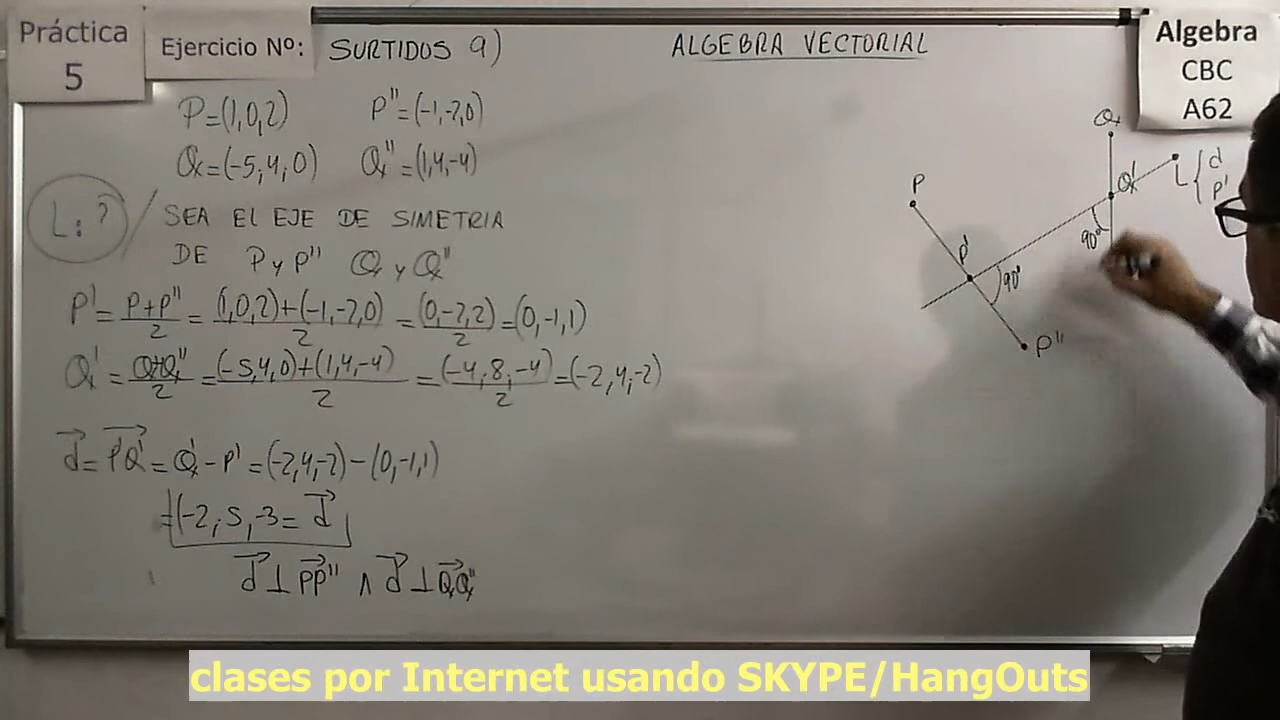 Práctica
5
Ejercicio Nº: SURTIDOS 9)
ALGEBRA VECTORIAL
Algebra
CBC
A62
P=(1,0,2) P''=(-1,-2,0)
Q=(-5,4,0) Q''=(1,4,-4)
L:? / SEA EL EJE DE SIMETRIA
DE P y P'' Q y Q''
P'=P+P''/2=(1,0,2)+(-1,-2,0)/2=(0,-2,2)/2=(0,-1,1)
Q'=Q+Q''/2=(-5,4,0)+(1,4,-4)/2=(-4,8,-4)/2=(-2,4,-2)
d=P'Q'=Q'-P'=(-2,4,-2)-(0,-1,1)
=(-2,5,-3=d
d⊥PP'' ∧ d⊥QQ''
Q
Q'
L { d'
P'
P
90º
P'
90º
P''
clases por Internet usando SKYPE/HangOuts